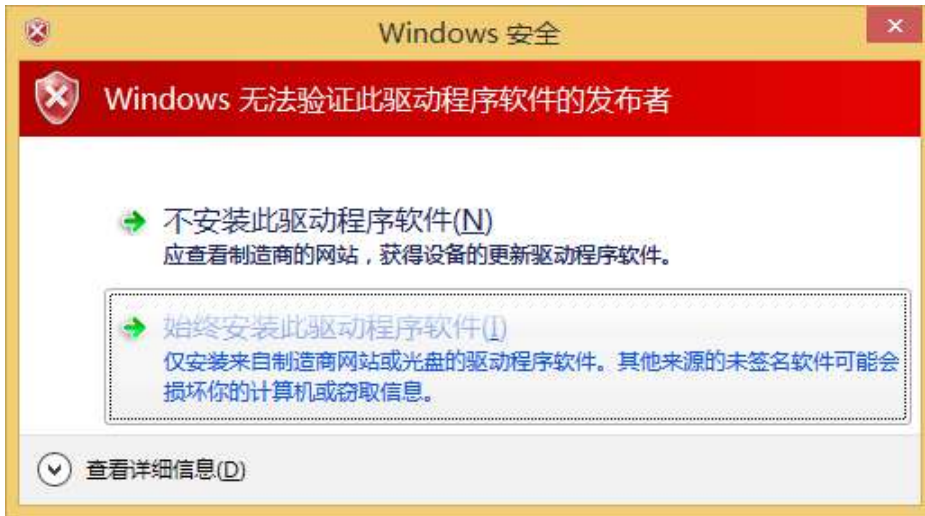 Windows 安全
Windows 无法验证此驱动程序软件的发布者
不安装此驱动程序软件(N)
应查看制造商的网站，获得设备的更新驱动程序软件。
始终安装此驱动程序软件(I)
仅安装来自制造商网站或光盘的驱动程序软件。其他来源的未签名软件可能会
损坏你的计算机或窃取信息。
查看详细信息(D)